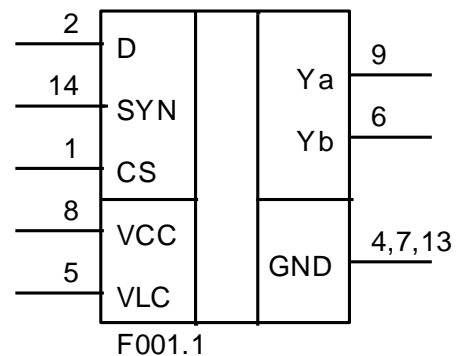 2 D
14 SYN
1 CS
8 VCC
5 VLC
Ya 9
Yb 6
GND 4,7,13
F001.1